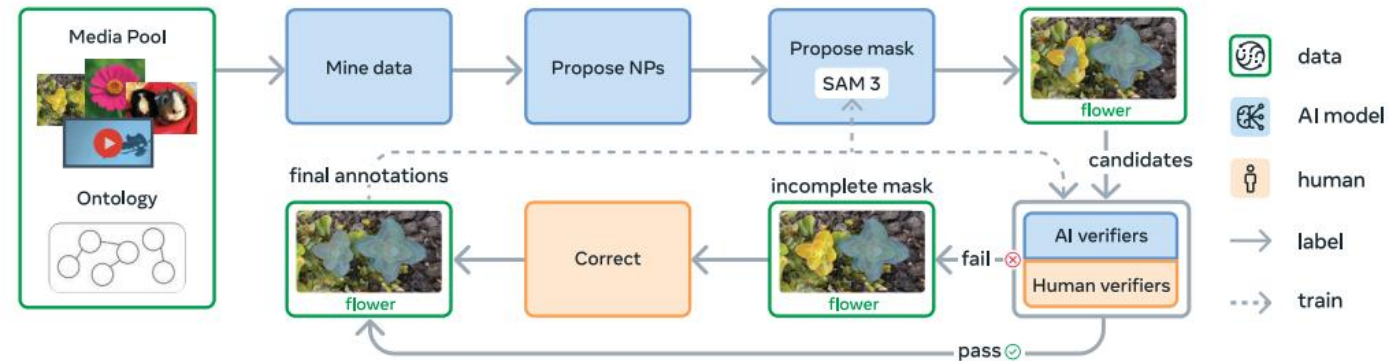 Media Pool
Ontology
Mine data
Propose NPs
Propose mask
SAM 3
flower
candidates
AI verifiers
Human verifiers
fail
incomplete mask
flower
Correct
final annotations
flower
pass
data
AI model
human
label
train